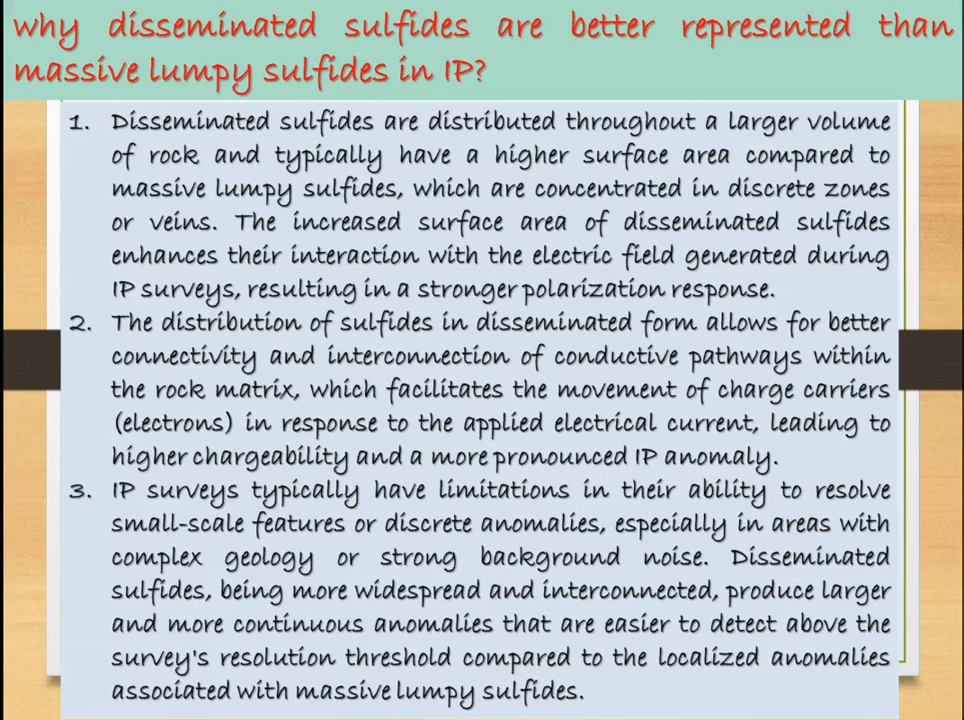 why disseminated sulfides are better represented than
massive lumpy sulfides in IP?
1. Disseminated sulfides are distributed throughout a larger volume
of rock and typically have a higher surface area compared to
massive lumpy sulfides, which are concentrated in discrete zones
or veins. The increased surface area of disseminated sulfides
enhances their interaction with the electric field generated during
IP surveys, resulting in a stronger polarization response.
2. The distribution of sulfides in disseminated form allows for better
connectivity and interconnection of conductive pathways within
the rock matrix, which facilitates the movement of charge carriers
(electrons) in response to the applied electrical current, leading to
higher chargeability and a more pronounced IP anomaly.
3. IP surveys typically have limitations in their ability to resolve
small-scale features or discrete anomalies, especially in areas with
complex geology or strong background noise. Disseminated
sulfides, being more widespread and interconnected, produce larger
and more continuous anomalies that are easier to detect above the
survey's resolution threshold compared to the localized anomalies
associated with massive lumpy sulfides.